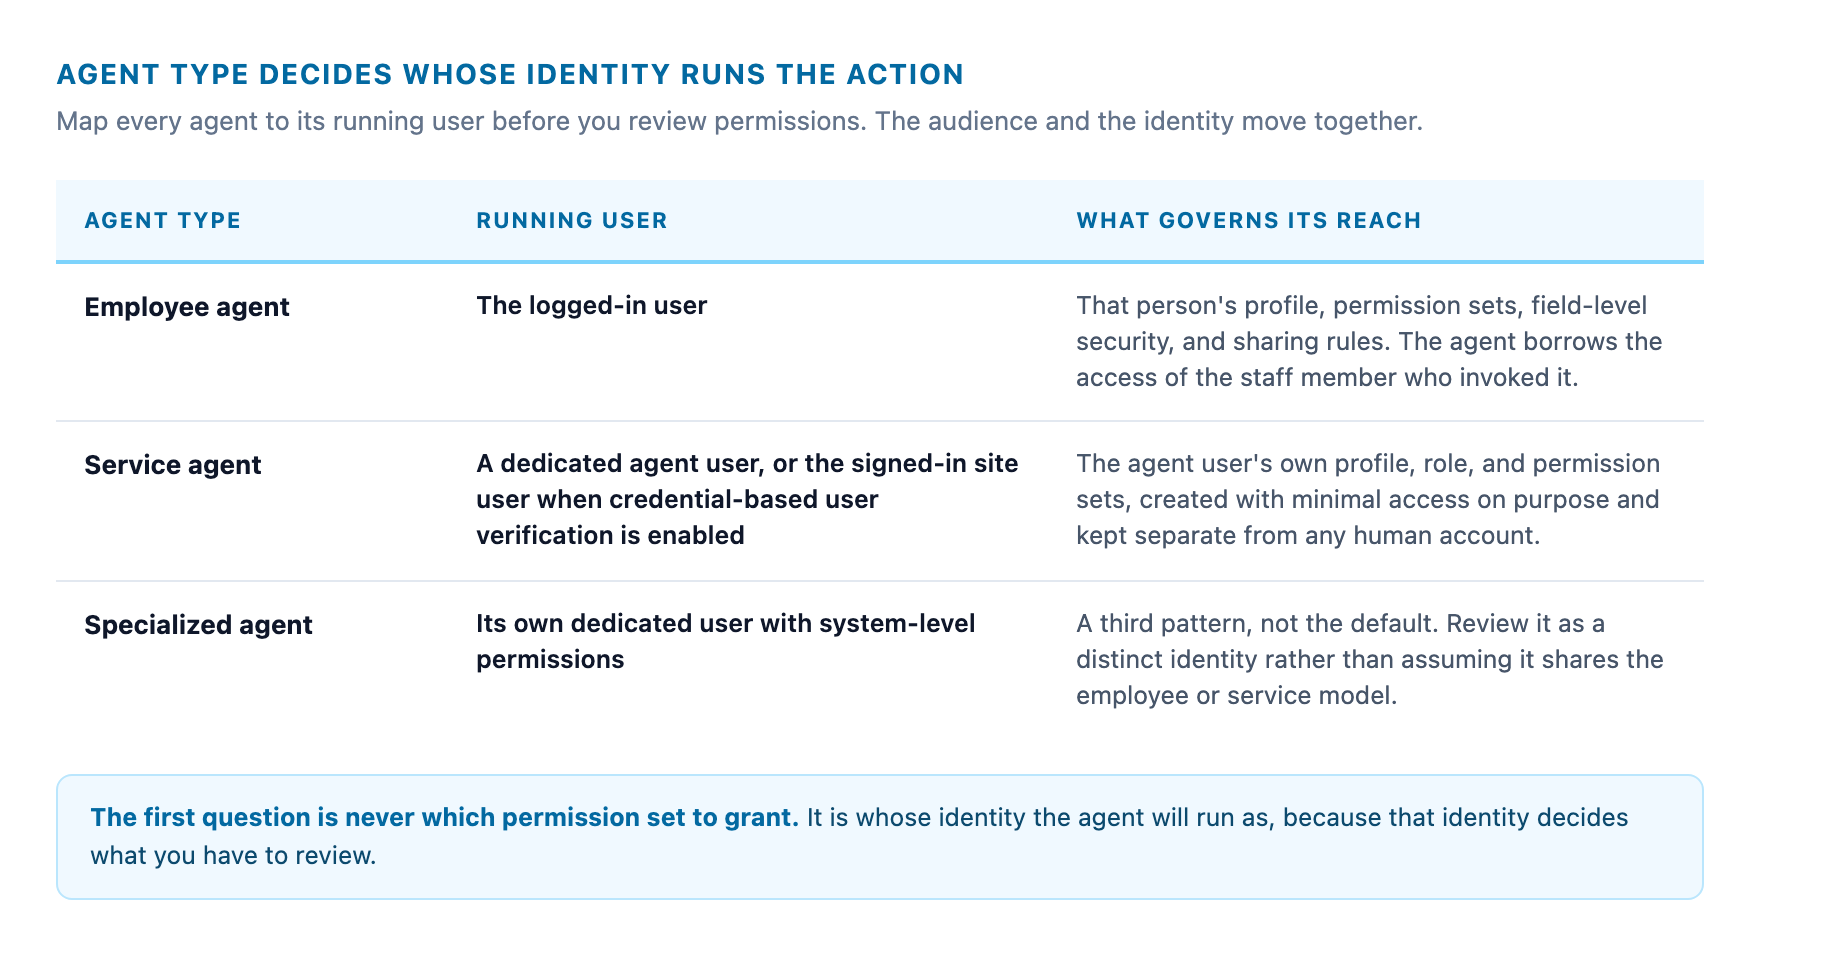 AGENT TYPE DECIDES WHOSE IDENTITY RUNS THE ACTION
Map every agent to its running user before you review permissions. The audience and the identity move together.
AGENT TYPE
RUNNING USER
WHAT GOVERNS ITS REACH
Employee agent
The logged-in user
That person's profile, permission sets, field-level
security, and sharing rules. The agent borrows the
access of the staff member who invoked it.
Service agent
A dedicated agent user, or the signed-in site
user when credential-based user
verification is enabled
The agent user's own profile, role, and permission
sets, created with minimal access on purpose and
kept separate from any human account.
Specialized agent
Its own dedicated user with system-level
permissions
A third pattern, not the default. Review it as a
distinct identity rather than assuming it shares the
employee or service model.
The first question is never which permission set to grant. It is whose identity the agent will run as, because that identity decides
what you have to review.